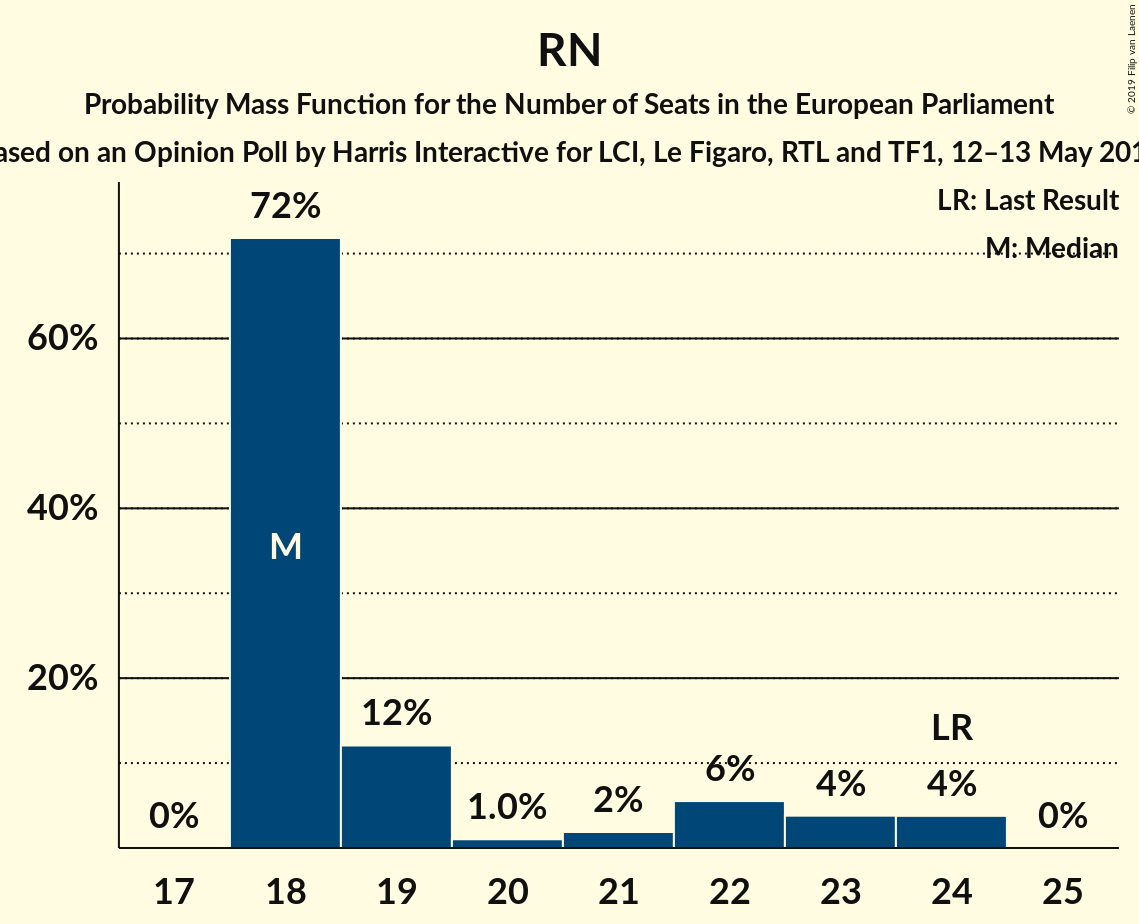 RN
Probability Mass Function for the Number of Seats in the European Parliament
on an Opinion Poll by Harris Interactive for LCI, Le Figaro, RTL and TF1, 12–13 May
© 2019 Filip van Laenen
LR: Last Result
M: Median
72%
60%
40%
M
20%
12%
LR
6%
4%
4%
2%
1.0%
0%
0%
17 18 19 20 21 22 23 24 25